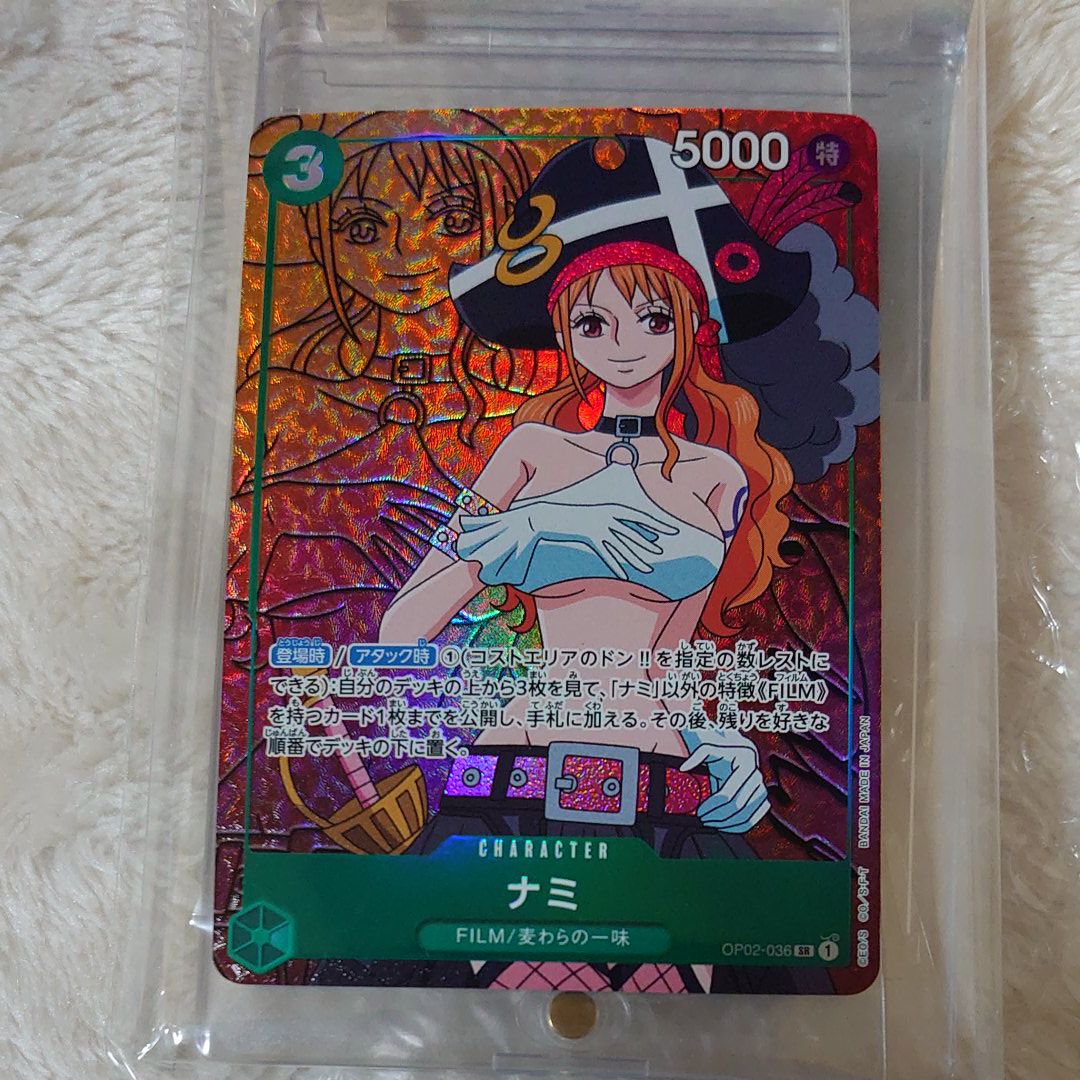 3
5000 特
登場時/アタック時 ①(コストエリアのドン!!を指定の数レストに
できる):自分のデッキの上から3枚を見て、「ナミ」以外の特徴《FILM》
を持つカード1枚までを公開し、手札に加える。その後、残りを好きな
順番でデッキの下に置く。
CHARACTER
ナミ
FILM/麦わらの一味
OP02-036 SR 1
©EO/S CO./S・F・T BANDAI MADE IN JAPAN